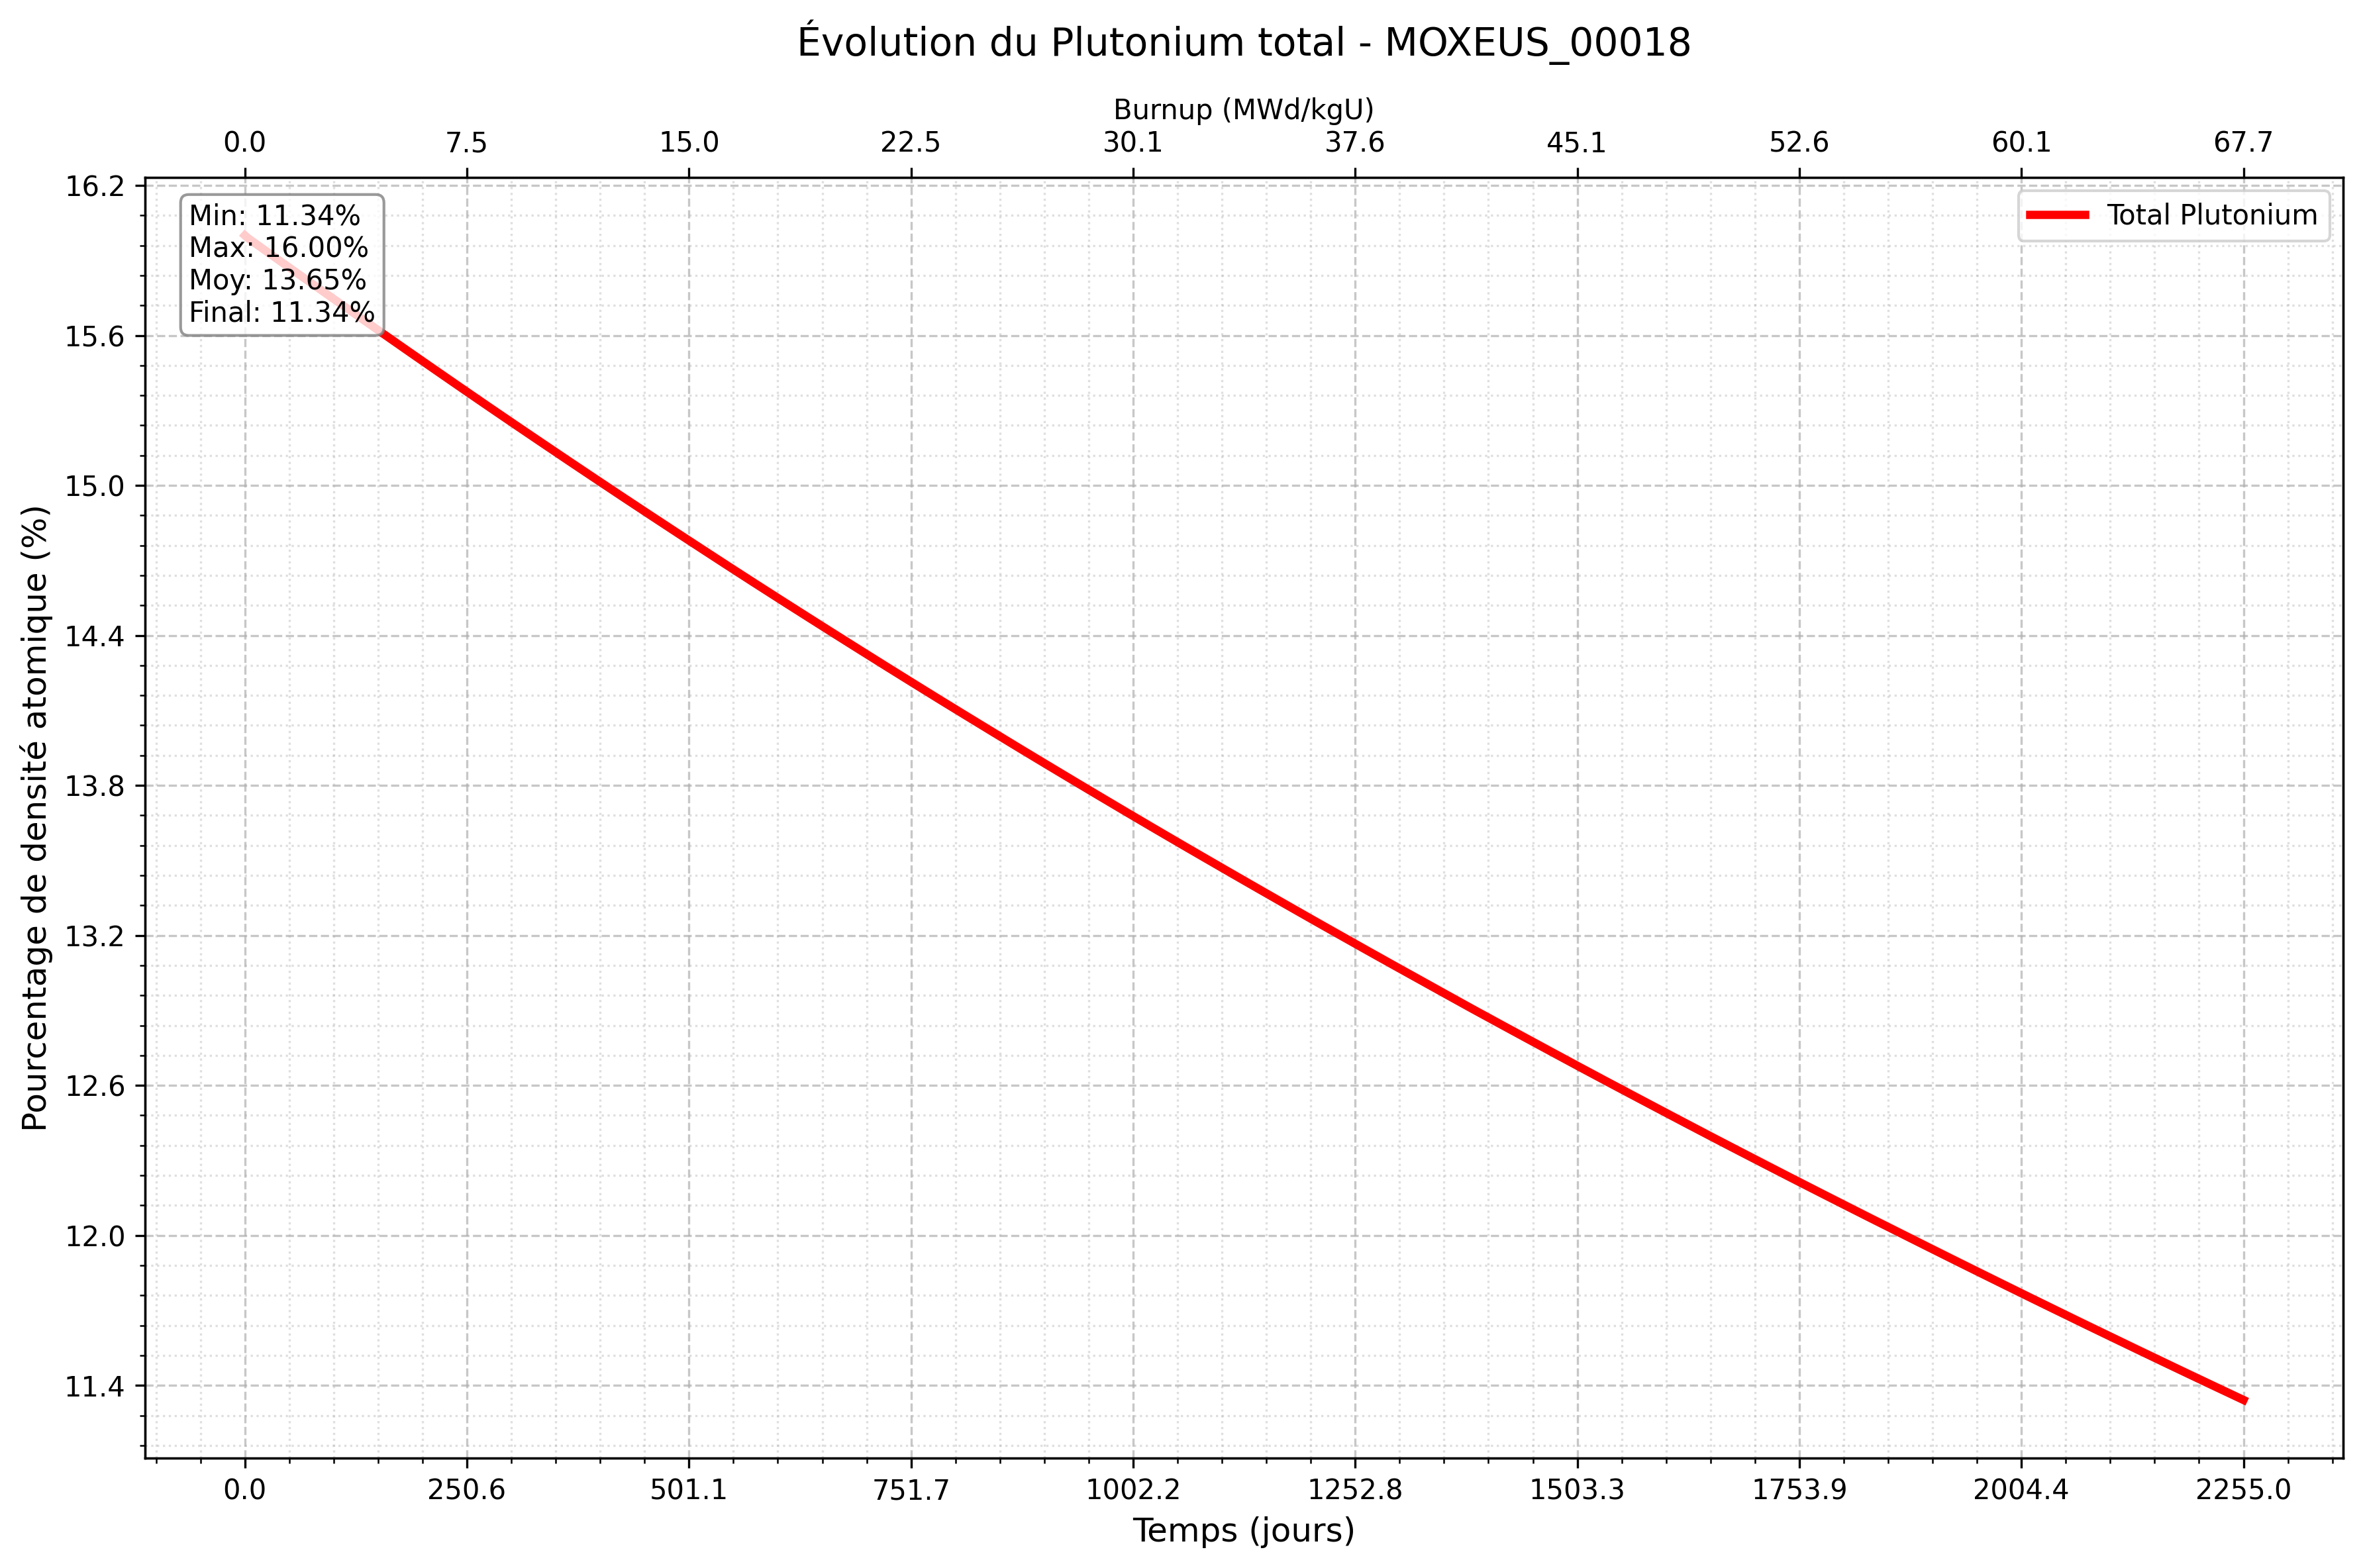 Évolution du Plutonium total - MOXEUS_00018
Burnup (MWd/kgU)
0.0 7.5 15.0 22.5 30.1 37.6 45.1 52.6 60.1 67.7
Min: 11.34%
Max: 16.00%
Moy: 13.65%
Final: 11.34%
Total Plutonium
Pourcentage de densité atomique (%)
16.2
15.6
15.0
14.4
13.8
13.2
12.6
12.0
11.4
0.0 250.6 501.1 751.7 1002.2 1252.8 1503.3 1753.9 2004.4 2255.0
Temps (jours)